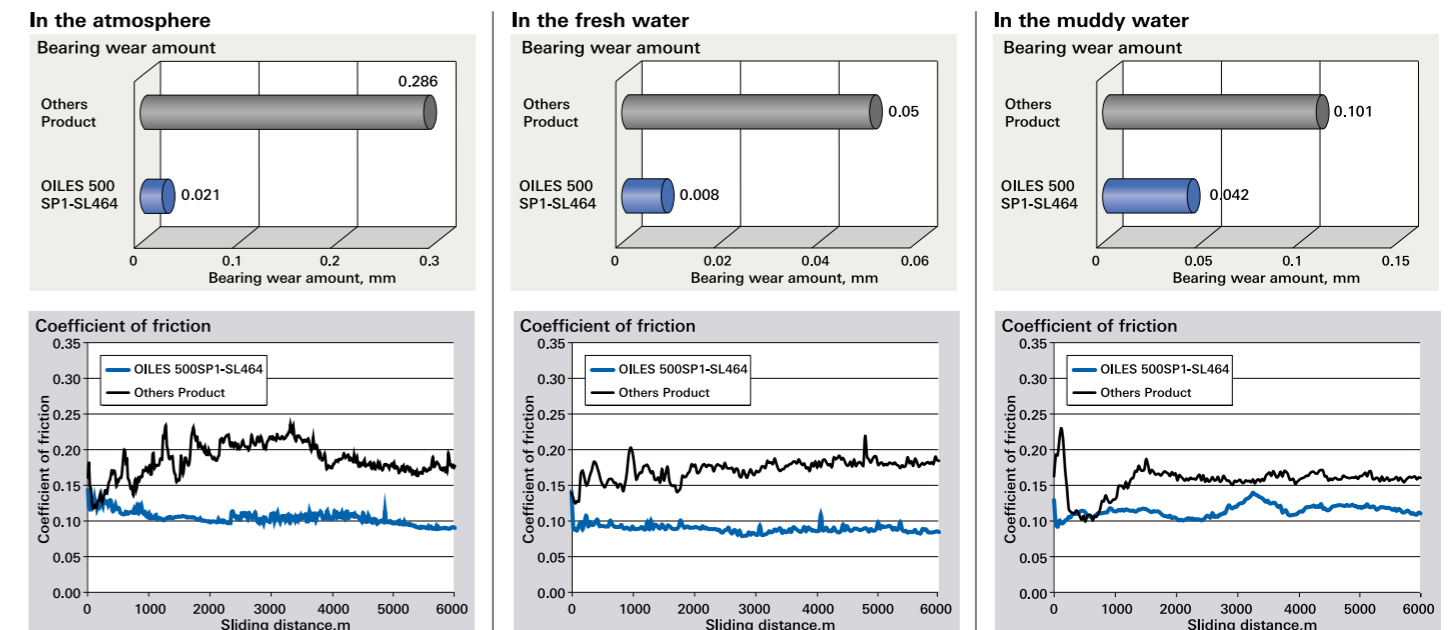 In the atmosphere
Bearing wear amount
Others
Product
0.286
OILES 500
SP1-SL464
0.021
0 0.1 0.2 0.3
Bearing wear amount, mm
Coefficient of friction
0.35
0.30
0.25
0.20
0.15
0.10
0.05
0.00
Coefficient of friction
OILES 500SP1-SL464
Others Product
0 1000 2000 3000 4000 5000 6000
Sliding distance,m
In the fresh water
Bearing wear amount
Others
Product
0.05
OILES 500
SP1-SL464
0.008
0 0.02 0.04 0.06
Bearing wear amount, mm
Coefficient of friction
0.35
0.30
0.25
0.20
0.15
0.10
0.05
0.00
Coefficient of friction
OILES 500SP1-SL464
Others Product
0 1000 2000 3000 4000 5000 6000
Sliding distance,m
In the muddy water
Bearing wear amount
Others
Product
0.101
OILES 500
SP1-SL464
0.042
0 0.05 0.1 0.15
Bearing wear amount, mm
Coefficient of friction
0.35
0.30
0.25
0.20
0.15
0.10
0.05
0.00
Coefficient of friction
OILES 500SP1-SL464
Others Product
0 1000 2000 3000 4000 5000 6000
Sliding distance,m